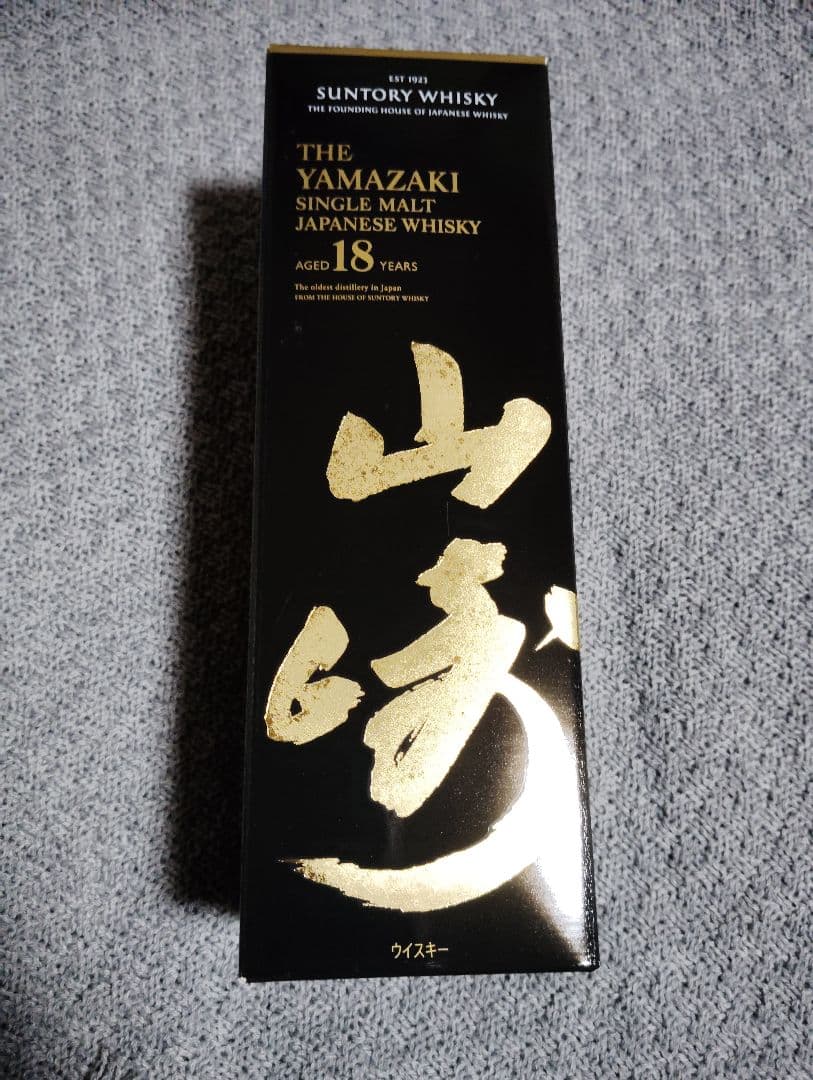 EST 1923
SUNTORY WHISKY
THE FOUNDING HOUSE OF JAPANESE WHISKY
THE
YAMAZAKI
SINGLE MALT
JAPANESE WHISKY
AGED 18 YEARS
The oldest distillery in Japan
FROM THE HOUSE OF SUNTORY WHISKY
山
崎
ウイスキー